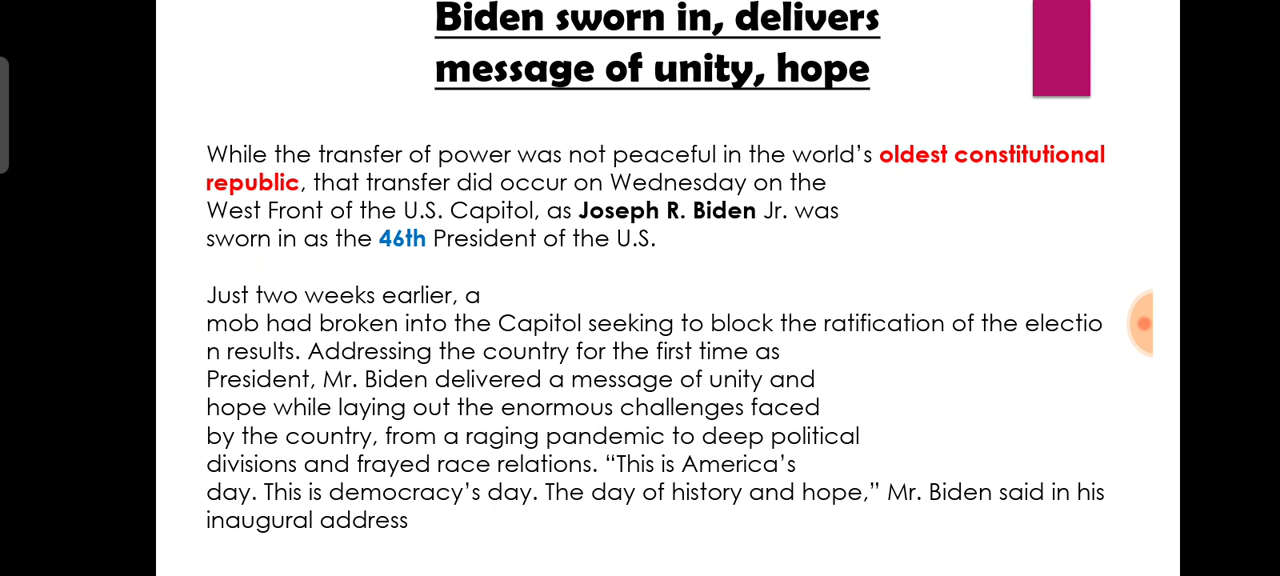 Biden sworn in, delivers
message of unity, hope
While the transfer of power was not peaceful in the world’s oldest constitutional
republic, that transfer did occur on Wednesday on the
West Front of the U.S. Capitol, as Joseph R. Biden Jr. was
sworn in as the 46th President of the U.S.
Just two weeks earlier, a
mob had broken into the Capitol seeking to block the ratification of the electio
n results. Addressing the country for the first time as
President, Mr. Biden delivered a message of unity and
hope while laying out the enormous challenges faced
by the country, from a raging pandemic to deep political
divisions and frayed race relations. “This is America’s
day. This is democracy’s day. The day of history and hope,” Mr. Biden said in his
inaugural address